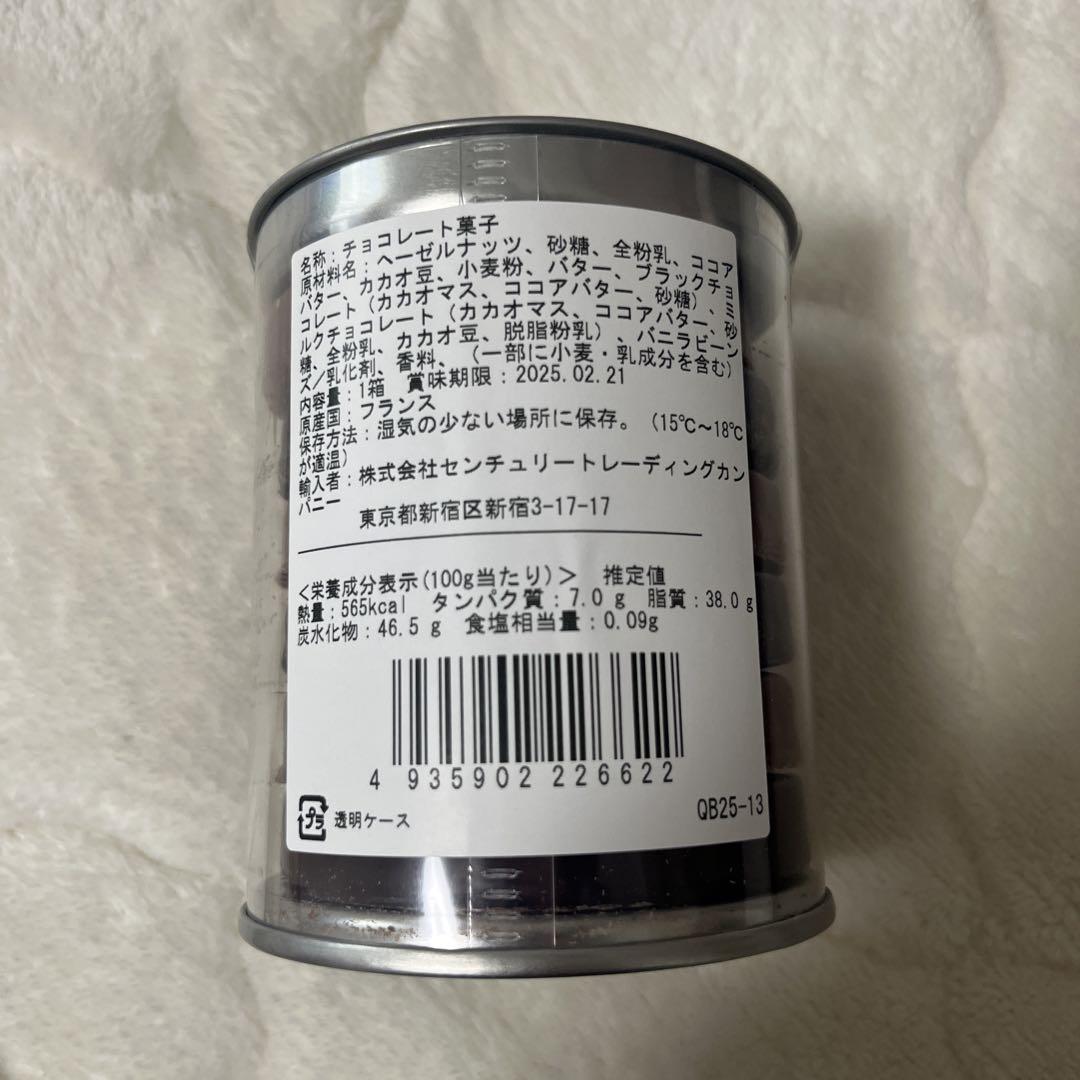 名称：チョコレート菓子
原材料名：ヘーゼルナッツ、砂糖、全粉乳、ココア
バター、カカオ豆、小麦粉、バター、ブラックチョ
コレート（カカオマス、ココアバター、砂糖）、ミ
ルクチョコレート（カカオマス、ココアバター、砂
糖、全粉乳、カカオ豆、脱脂粉乳）、バニラビーン
ズ／乳化剤、香料、（一部に小麦・乳成分を含む）
内容量：1箱　賞味期限：2025.02.21
原産国：フランス
保存方法：湿気の少ない場所に保存。（15℃～18℃
が適温）
輸入者：株式会社センチュリートレーディングカン
パニー
東京都新宿区新宿3-17-17
＜栄養成分表示(100g当たり)＞　推定値
熱量：565kcal　タンパク質：7.0ｇ　脂質：38.0ｇ
炭水化物：46.5ｇ　食塩相当量：0.09g
4 935902 226622
プラ 透明ケース QB25-13